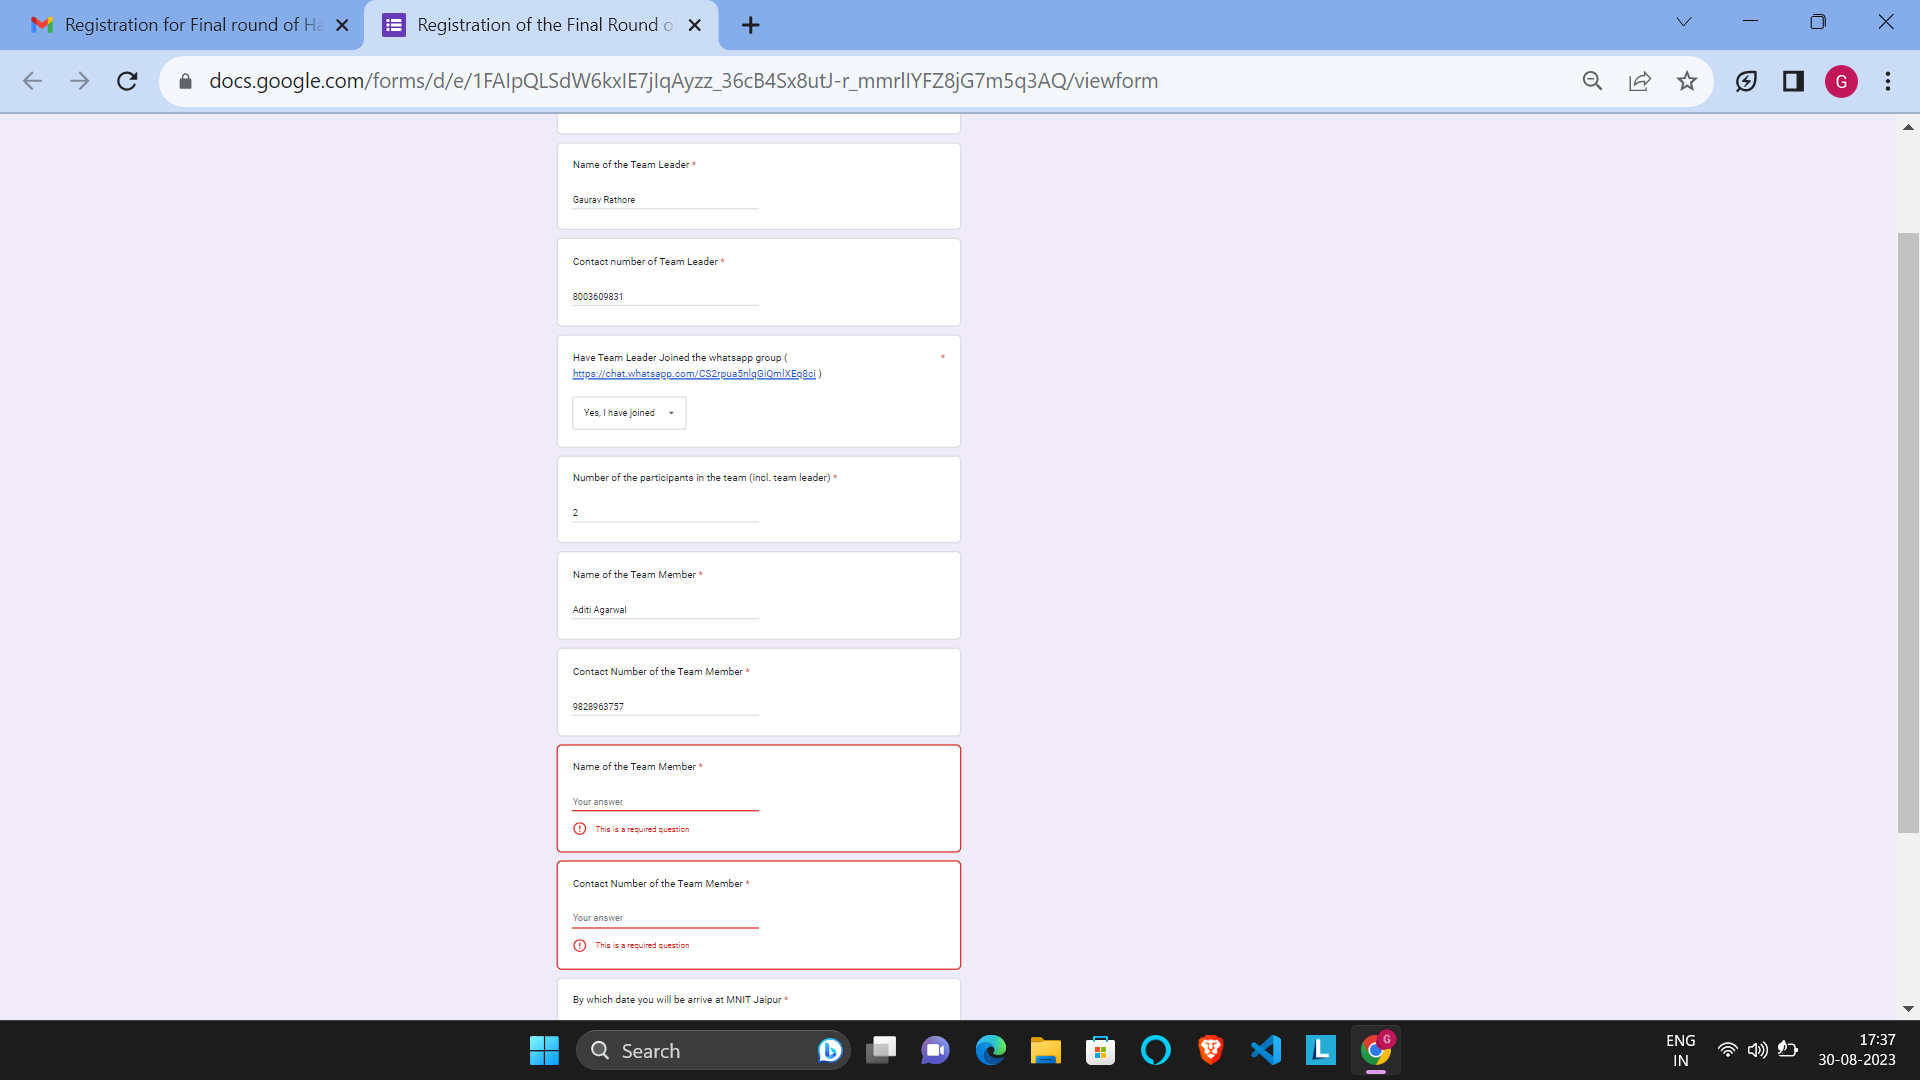 Registration for Final round of Ha
Registration of the Final Round o
docs.google.com/forms/d/e/1FAIpQLSdW6kxIE7jIqAyzz_36cB4Sx8utJ-r_mmrlIYFZ8jG7m5q3AQ/viewform
G
Name of the Team Leader *
Gaurav Rathore
Contact number of Team Leader *
8003609831
Have Team Leader Joined the whatsapp group ( *
https://chat.whatsapp.com/CS2rpua5nlqGiQmlXEq8ci )
Yes, I have joined
Number of the participants in the team (incl. team leader) *
2
Name of the Team Member *
Aditi Agarwal
Contact Number of the Team Member *
9828963757
Name of the Team Member *
Your answer
This is a required question
Contact Number of the Team Member *
Your answer
This is a required question
By which date you will be arrive at MNIT Jaipur *
Search
L
G
ENG
IN
17:37
30-08-2023